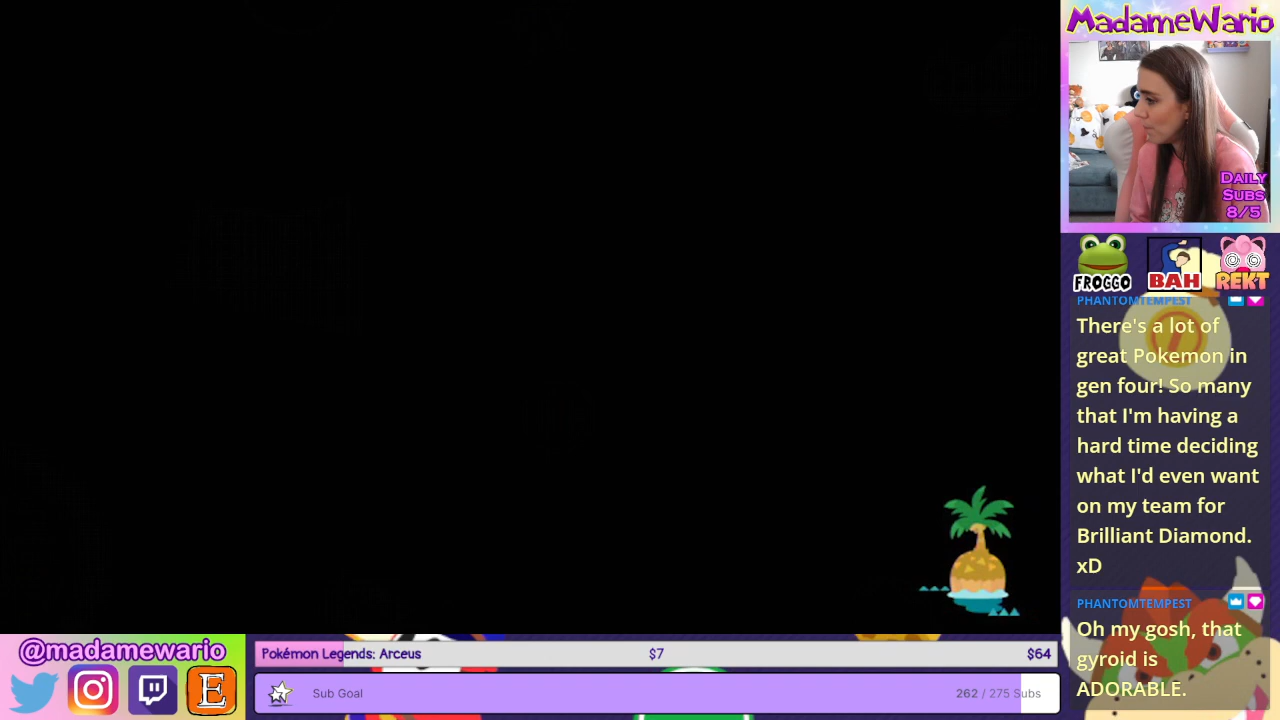 MadameWario
Daily
Subs
8/5
FROGGO
BAH
REKT
PHANTOMTEMPEST
There's a lot of
great Pokemon in
gen four! So many
that I'm having a
hard time deciding
what I'd even want
on my team for
Brilliant Diamond.
xD
PHANTOMTEMPEST
Oh my gosh, that
gyroid is
ADORABLE.
@madamewario
E
Pokémon Legends: Arceus $7 $64
Sub Goal 262 / 275 Subs